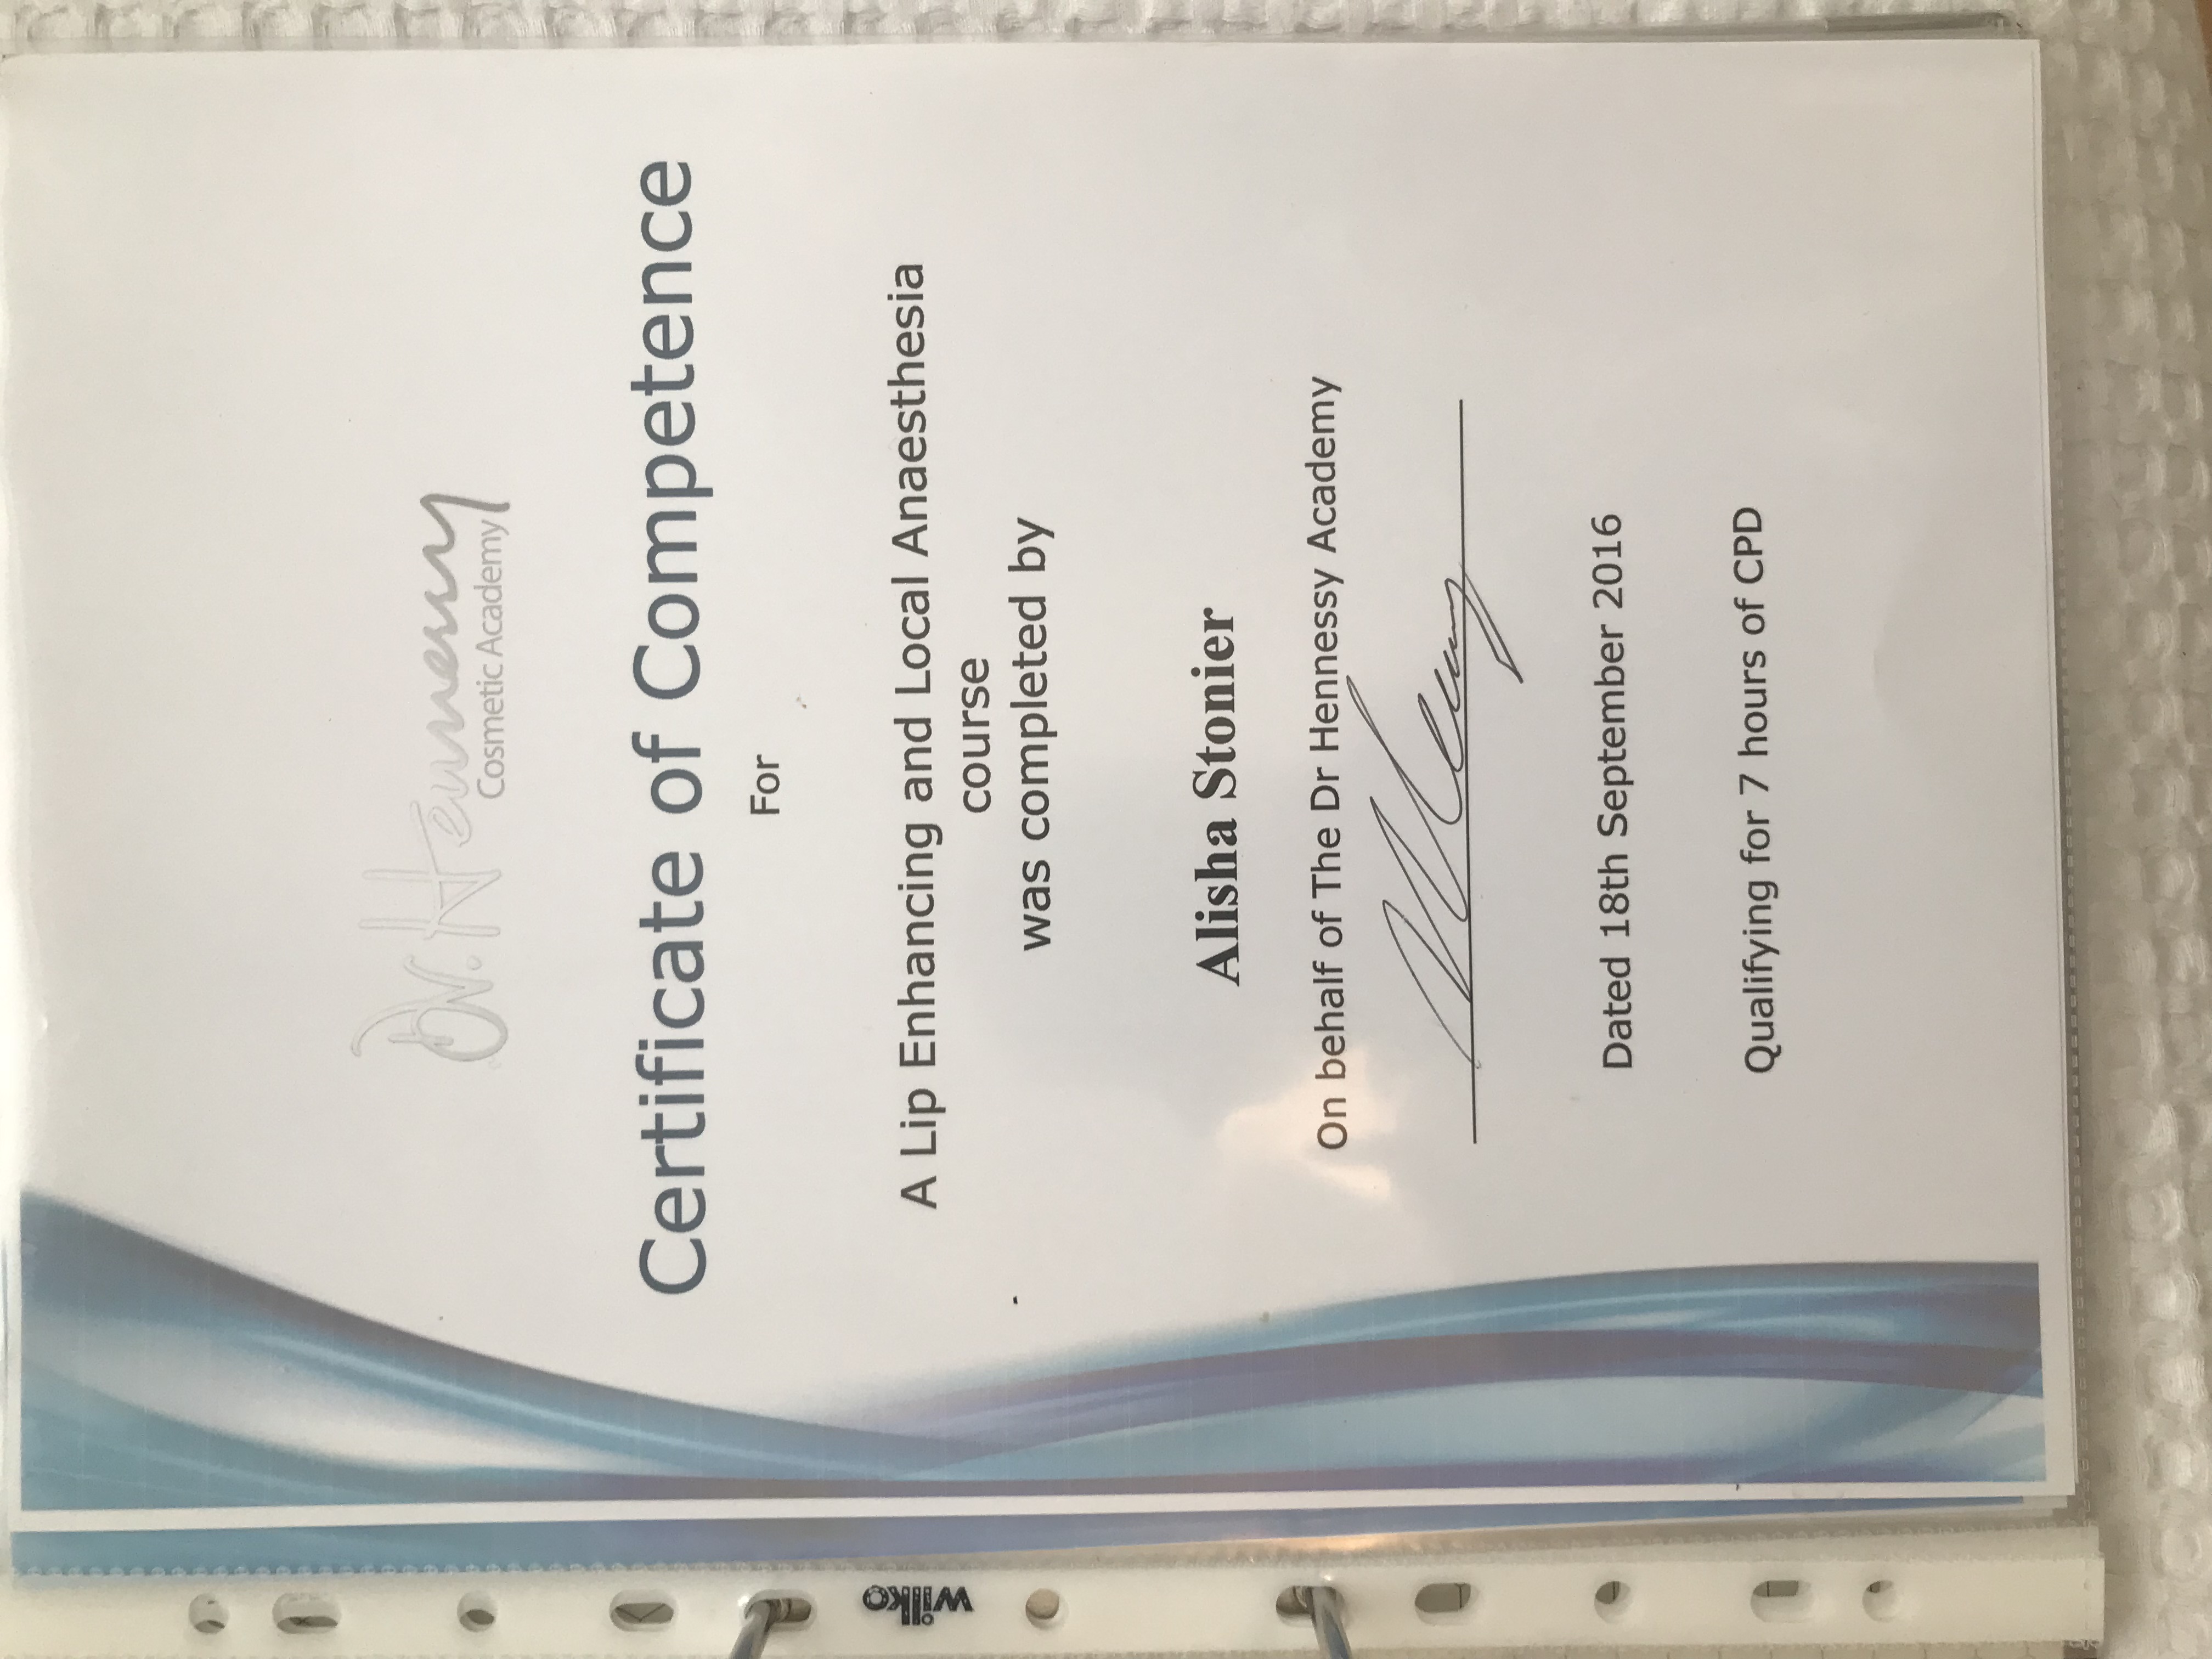 Dr. Hennessy
Cosmetic Academy
Certificate of Competence
For
A Lip Enhancing and Local Anaesthesia
course
was completed by
wilko
Alisha Stonier
On behalf of The Dr Hennessy Academy
Dated 18th September 2016
Qualifying for 7 hours of CPD